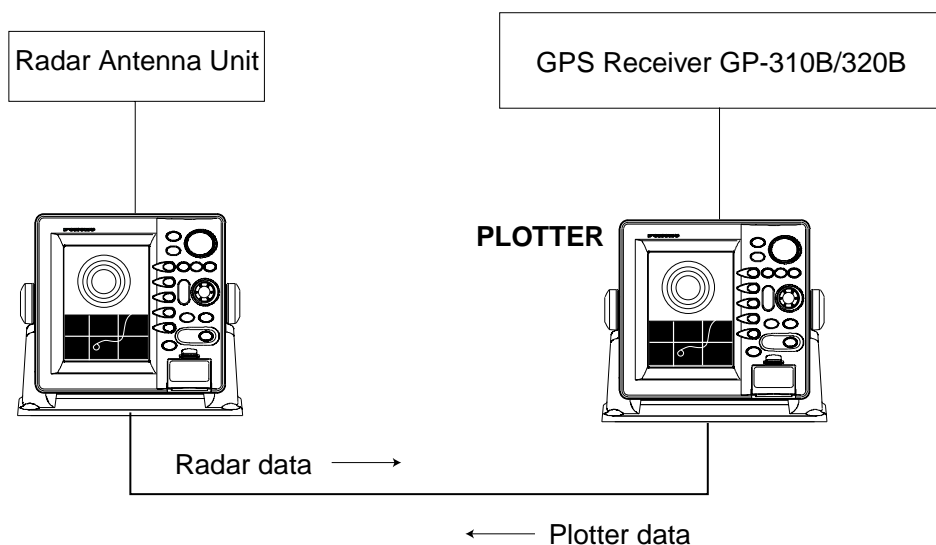 Radar Antenna Unit
GPS Receiver GP-310B/320B
PLOTTER
Radar data
Plotter data